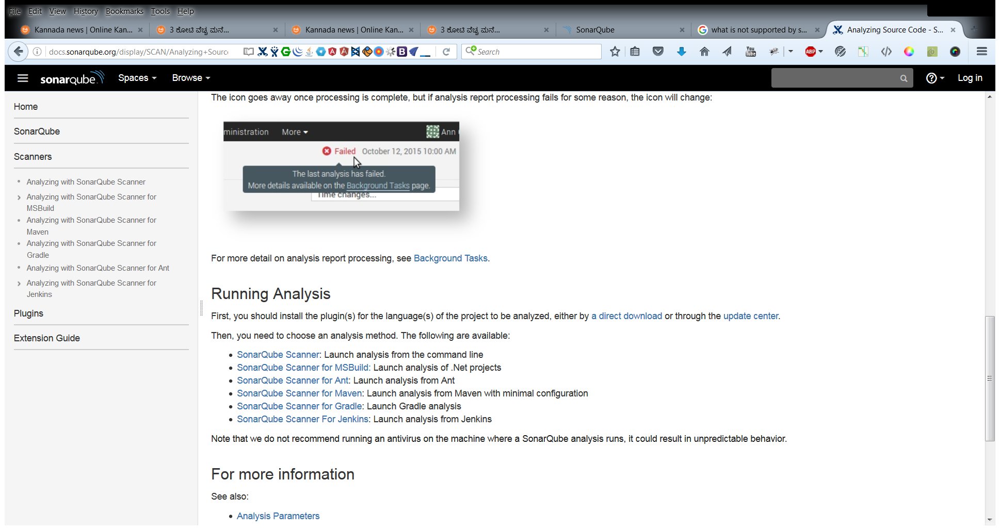 File Edit View History Bookmarks Tools Help
Kannada news | Online Kan... × 3 ಕೋಟಿ ವೆಚ್ಚ ಮನೆ... × Kannada news | Online Kan... × 3 ಕೋಟಿ ವೆಚ್ಚ ಮನೆ... × SonarQube × what is not supported by s... × Analyzing Source Code - S... ×
docs.sonarqube.org/display/SCAN/Analyzing+Source Search
sonarqube Spaces Browse Log in
Home
SonarQube
Scanners
Analyzing with SonarQube Scanner
Analyzing with SonarQube Scanner for
MSBuild
Analyzing with SonarQube Scanner for
Maven
Analyzing with SonarQube Scanner for
Gradle
Analyzing with SonarQube Scanner for Ant
Analyzing with SonarQube Scanner for
Jenkins
Plugins
Extension Guide
The icon goes away once processing is complete, but if analysis report processing fails for some reason, the icon will change:
ministration More Ann
Failed October 12, 2015 10:00 AM
The last analysis has failed.
More details available on the Background Tasks page.
Time changes...
For more detail on analysis report processing, see Background Tasks.
Running Analysis
First, you should install the plugin(s) for the language(s) of the project to be analyzed, either by a direct download or through the update center.
Then, you need to choose an analysis method. The following are available:
• SonarQube Scanner: Launch analysis from the command line
• SonarQube Scanner for MSBuild: Launch analysis of .Net projects
• SonarQube Scanner for Ant: Launch analysis from Ant
• SonarQube Scanner for Maven: Launch analysis from Maven with minimal configuration
• SonarQube Scanner for Gradle: Launch Gradle analysis
• SonarQube Scanner For Jenkins: Launch analysis from Jenkins
Note that we do not recommend running an antivirus on the machine where a SonarQube analysis runs, it could result in unpredictable behavior.
For more information
See also:
• Analysis Parameters